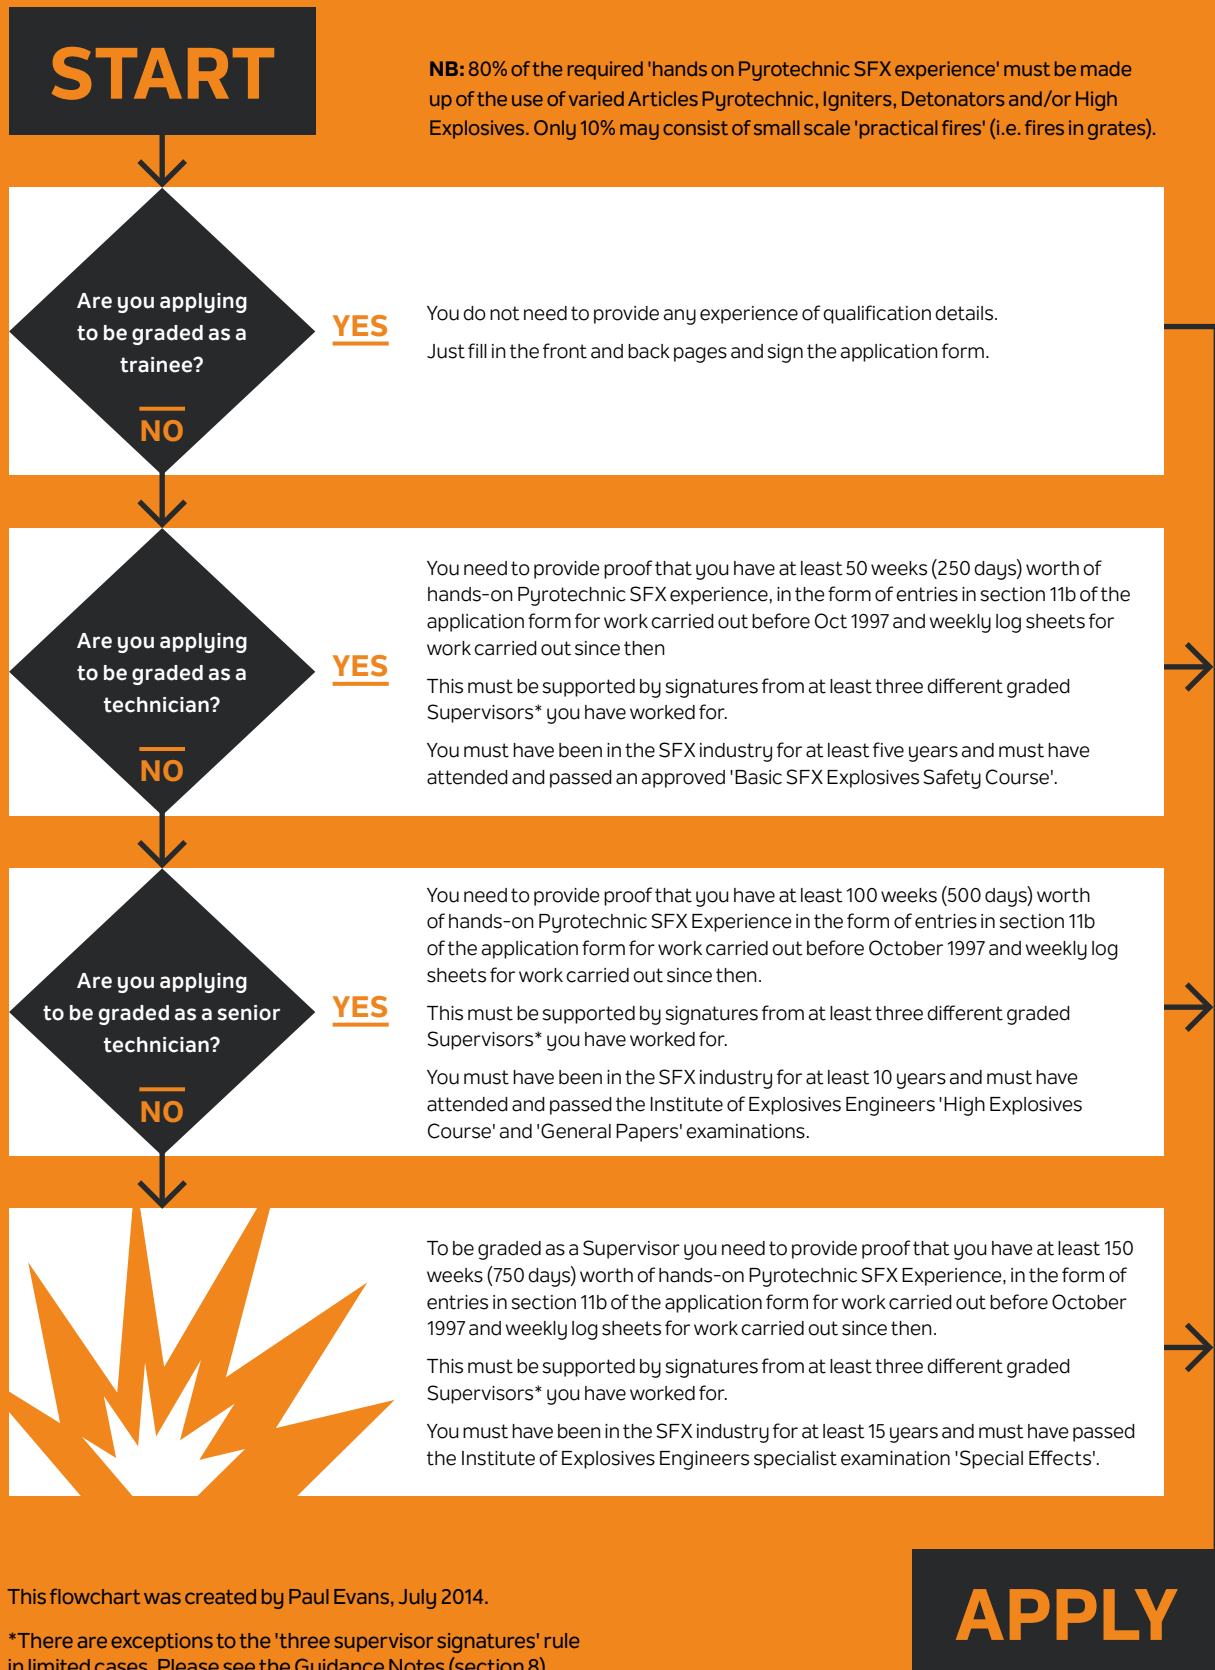 START
NB: 80% of the required 'hands on Pyrotechnic SFX experience' must be made
up of the use of varied Articles Pyrotechnic, Igniters, Detonators and/or High
Explosives. Only 10% may consist of small scale 'practical fires' (i.e. fires in grates).
Are you applying
to be graded as a
trainee?
NO
YES
You do not need to provide any experience of qualification details.
Just fill in the front and back pages and sign the application form.
Are you applying
to be graded as a
technician?
NO
YES
You need to provide proof that you have at least 50 weeks (250 days) worth of
hands-on Pyrotechnic SFX experience, in the form of entries in section 11b of the
application form for work carried out before Oct 1997 and weekly log sheets for
work carried out since then
This must be supported by signatures from at least three different graded
Supervisors* you have worked for.
You must have been in the SFX industry for at least five years and must have
attended and passed an approved 'Basic SFX Explosives Safety Course'.
Are you applying
to be graded as a senior
technician?
NO
YES
You need to provide proof that you have at least 100 weeks (500 days) worth
of hands-on Pyrotechnic SFX Experience in the form of entries in section 11b
of the application form for work carried out before October 1997 and weekly log
sheets for work carried out since then.
This must be supported by signatures from at least three different graded
Supervisors* you have worked for.
You must have been in the SFX industry for at least 10 years and must have
attended and passed the Institute of Explosives Engineers 'High Explosives
Course' and 'General Papers' examinations.
To be graded as a Supervisor you need to provide proof that you have at least 150
weeks (750 days) worth of hands-on Pyrotechnic SFX Experience, in the form of
entries in section 11b of the application form for work carried out before October
1997 and weekly log sheets for work carried out since then.
This must be supported by signatures from at least three different graded
Supervisors* you have worked for.
You must have been in the SFX industry for at least 15 years and must have passed
the Institute of Explosives Engineers specialist examination 'Special Effects'.
This flowchart was created by Paul Evans, July 2014.
*There are exceptions to the 'three supervisor signatures' rule
in limited cases. Please see the Guidance Notes (section 8)
APPLY